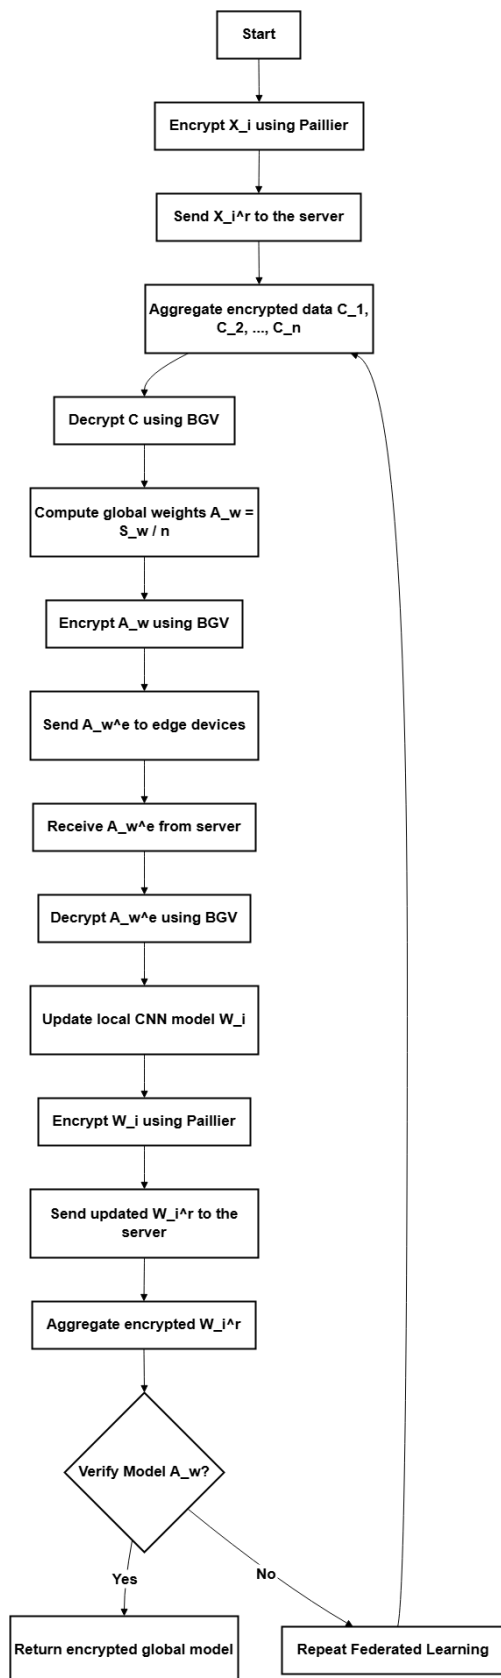 Start
Encrypt X_i using Paillier
Send X_i^r to the server
Aggregate encrypted data C_1,
C_2, ..., C_n
Decrypt C using BGV
Compute global weights A_w =
S_w / n
Encrypt A_w using BGV
Send A_w^e to edge devices
Receive A_w^e from server
Decrypt A_w^e using BGV
Update local CNN model W_i
Encrypt W_i using Paillier
Send updated W_i^r to the
server
Aggregate encrypted W_i^r
Verify Model A_w?
Yes
No
Return encrypted global model
Repeat Federated Learning